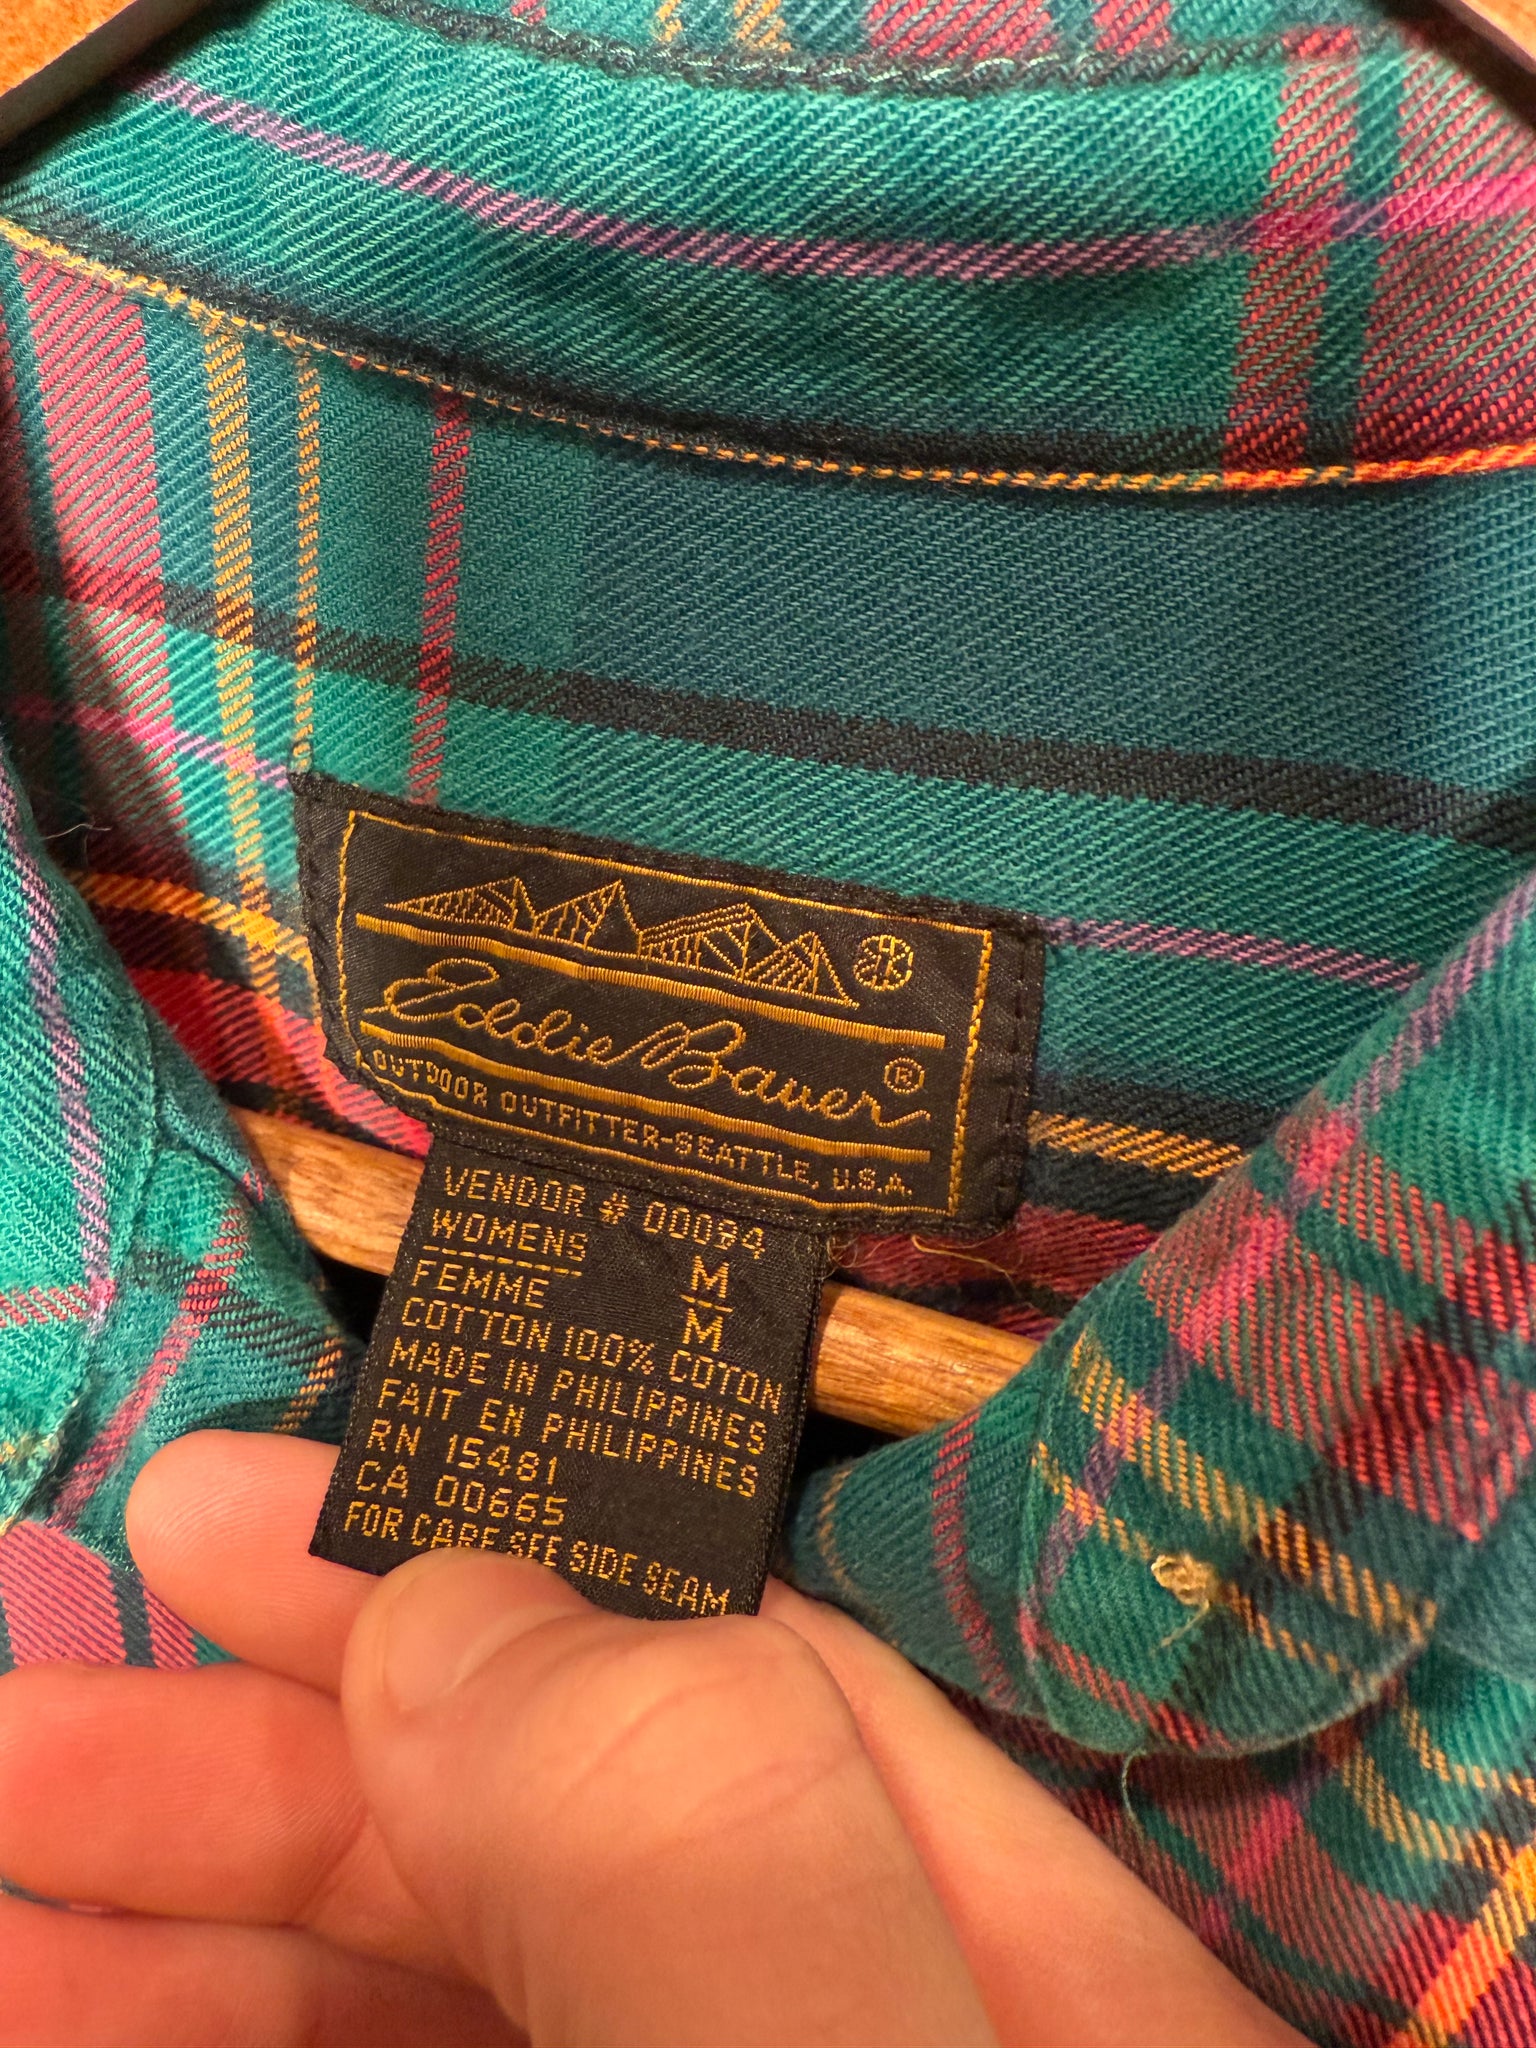 Eddie Bauer®
OUTDOOR OUTFITTER-SEATTLE, U.S.A.
VENDOR # 00094
WOMENS M
FEMME M
COTTON 100% COTON
MADE IN PHILIPPINES
FAIT EN PHILIPPINES
RN 15481
CA 00665
FOR CARE SEE SIDE SEAM